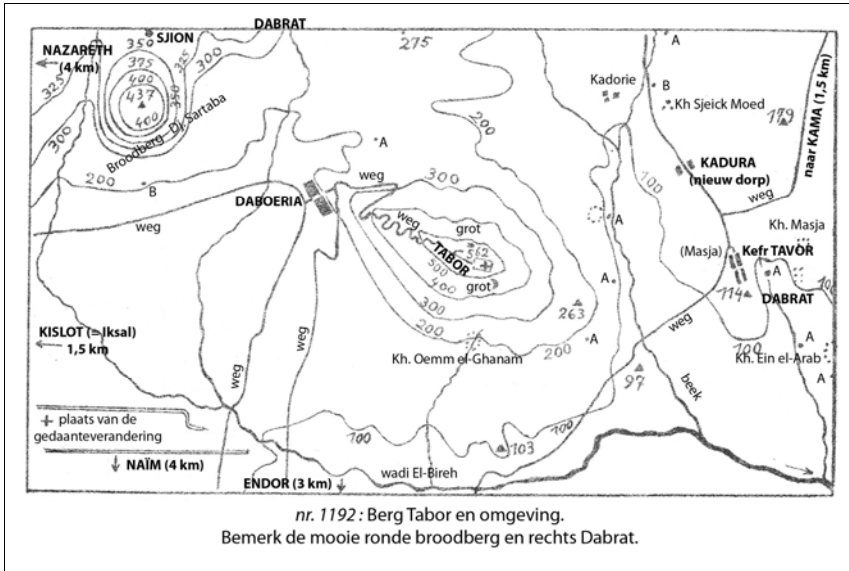 DABRAT
SJION
NAZARETH
(4 km)
350
325
300
375
400
437
350
400
325
300
Broodberg - Dj. Sartaba
200
B
weg
275
A
A
Kadorie
B
Kh Sjeick Moed
179
naar KAMA (1,5 km)
200
weg
300
DABOERIA
100
KADURA
(nieuw dorp)
weg
grot
weg
TABOR
562
500
grot
400
300
200
A
Kh. Masja
(Masja)
Kefr TAVOR
A
A
100
114
DABRAT
263
200
A
weg
A
100
Kh. Ein el-Arab
A
KISLOT (= Iksal)
1,5 km
weg
weg
Kh. Oemm el-Ghanam
97
beek
plaats van de
gedaanteverandering
100
103
100
NAÏM (4 km)
wadi El-Bireh
ENDOR (3 km)
nr. 1192 : Berg Tabor en omgeving.
Bemerk de mooie ronde broodberg en rechts Dabrat.